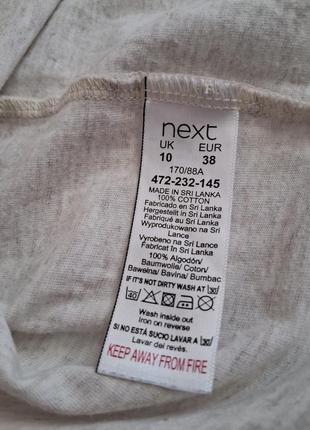 next
UK EUR
10 38
170/88A
472-232-145
MADE IN SRI LANKA
100% COTTON
Fabricado en Sri Lanka
Hergestellt in Sri Lanka
Fabriqué au Sri Lanka
Wyprodukowano na Sri
Lance
Vyrobeno na Sri Lance
Fabricat în Sri Lanka
100% Algodón/
Baumwolle/ Coton/
Bawełna/ Bavlna/ Bumbac
IF IT'S NOT DIRTY WASH AT 30
40
Wash inside out
iron on reverse
SI NO ESTÁ SUCIO LAVAR A 30
Lavar del revés.
KEEP AWAY FROM FIRE